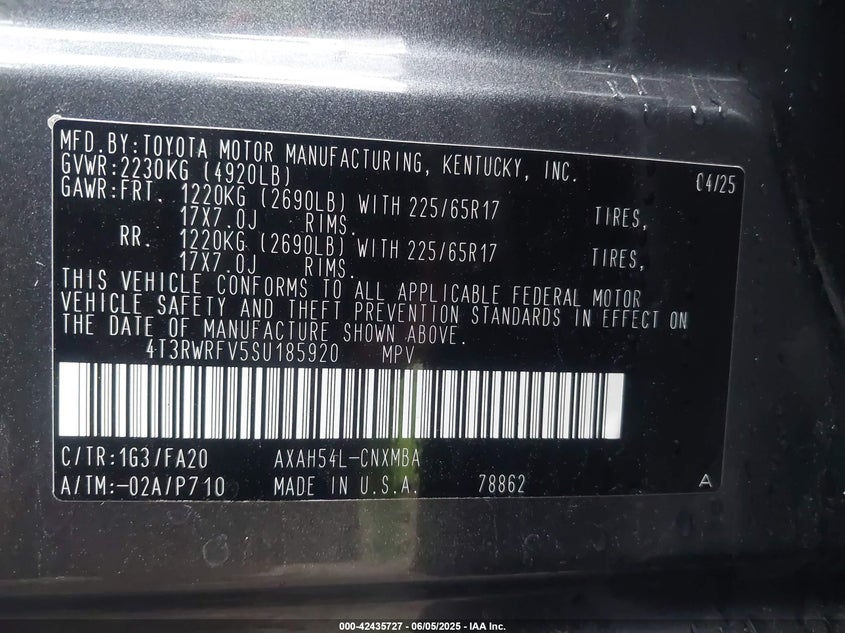 MFD.BY:TOYOTA MOTOR MANUFACTURING, KENTUCKY, INC. 04/25
GVWR:2230KG (4920LB)
GAWR:FRT. 1220KG (2690LB) WITH 225/65R17 TIRES,
17X7.0J RIMS.
RR. 1220KG (2690LB) WITH 225/65R17 TIRES,
17X7.0J RIMS.
THIS VEHICLE CONFORMS TO ALL APPLICABLE FEDERAL MOTOR
VEHICLE SAFETY AND THEFT PREVENTION STANDARDS IN EFFECT ON
THE DATE OF MANUFACTURE SHOWN ABOVE.
4T3RWRFV5SU185920 MPV
C/TR:1G3/FA20 AXAH54L-CNXMBA
A/TM:-02A/P710 MADE IN U.S.A. 78862 A
000-42435727 - 06/05/2025 - IAA Inc.